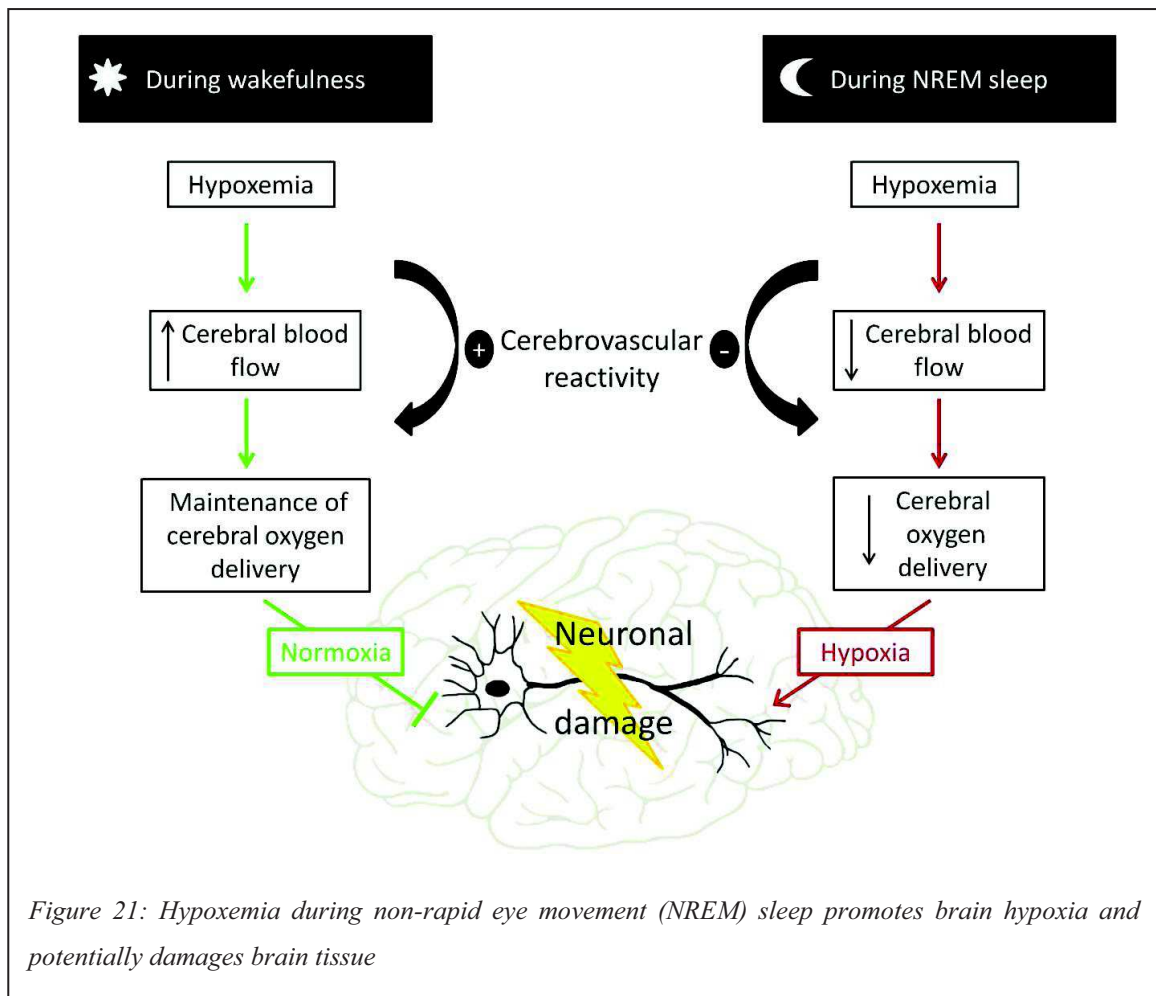 During wakefulness
During NREM sleep
Hypoxemia
Hypoxemia
↑ Cerebral blood
flow
+
Cerebrovascular
reactivity
-
↓ Cerebral blood
flow
Maintenance of
cerebral oxygen
delivery
↓ Cerebral
oxygen
delivery
Normoxia
Neuronal
damage
Hypoxia
Figure 21: Hypoxemia during non-rapid eye movement (NREM) sleep promotes brain hypoxia and
potentially damages brain tissue